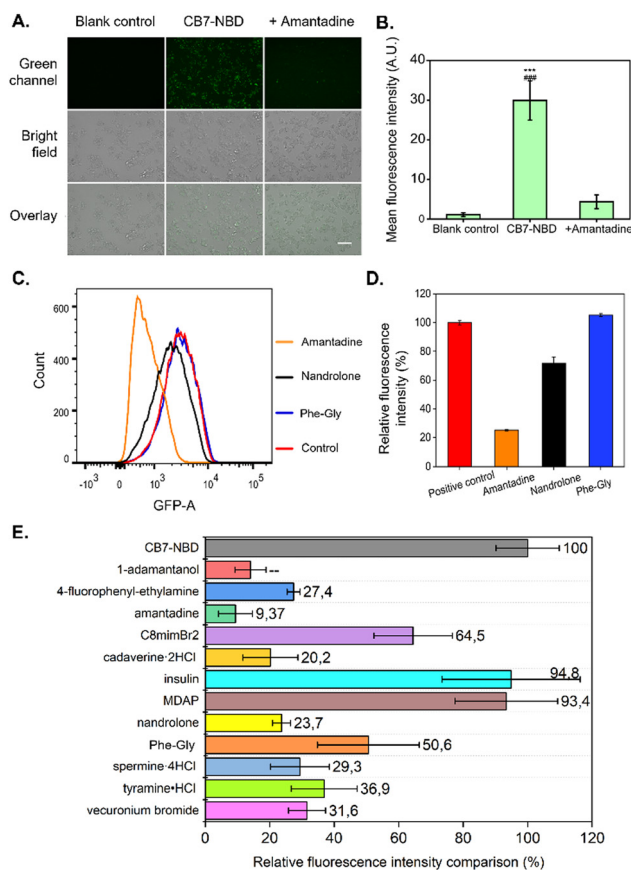 A.
Blank control CB7-NBD + Amantadine
Green
channel
Bright
field
Overlay
B.
Mean fluorescence intensity (A.U.)
40
30
20
10
0
***
###
Blank control CB7-NBD +Amantadine
C.
Count
600
400
200
0
-10³ 0 10³ 10⁴ 10⁵
GFP-A
Amantadine
Nandrolone
Phe-Gly
Control
D.
Relative fluorescence
intensity (%)
120
100
80
60
40
20
0
Positive control Amantadine Nandrolone Phe-Gly
E.
CB7-NBD 100
1-adamantanol --
4-fluorophenyl-ethylamine 27,4
amantadine 9,37
C8mimBr2 64,5
cadaverine·2HCl 20,2
insulin 94,8
MDAP 93,4
nandrolone 23,7
Phe-Gly 50,6
spermine·4HCl 29,3
tyramine•HCl 36,9
vecuronium bromide 31,6
0 20 40 60 80 100 120
Relative fluorescence intensity comparison (%)